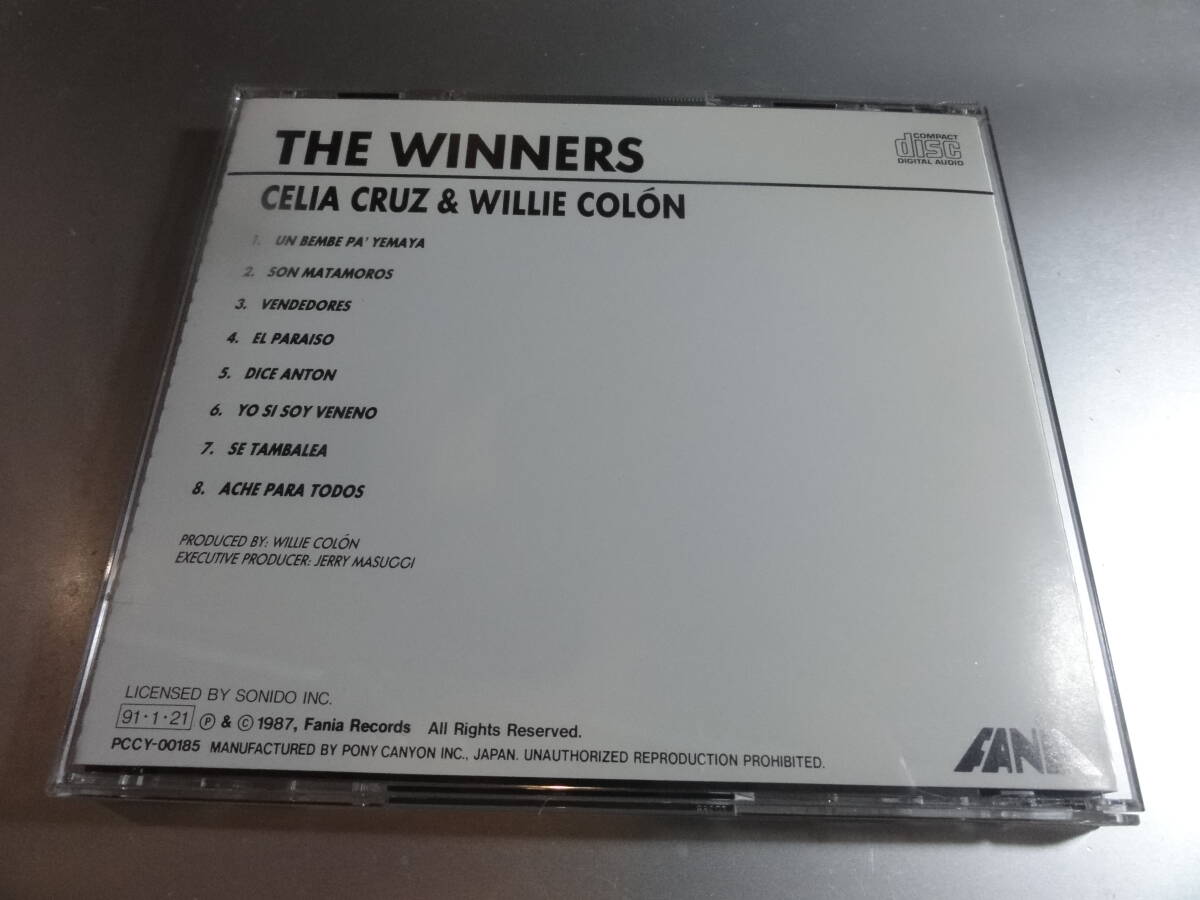 THE WINNERS
COMPACT
disc
DIGITAL AUDIO
CELIA CRUZ & WILLIE COLÓN
1. UN BEMBE PA' YEMAYA
2. SON MATAMOROS
3. VENDEDORES
4. EL PARAISO
5. DICE ANTON
6. YO SI SOY VENENO
7. SE TAMBALEA
8. ACHE PARA TODOS
PRODUCED BY: WILLIE COLÓN
EXECUTIVE PRODUCER: JERRY MASUCCI
LICENSED BY SONIDO INC.
91·1·21 Ⓟ & © 1987, Fania Records All Rights Reserved.
PCCY-00185 MANUFACTURED BY PONY CANYON INC., JAPAN. UNAUTHORIZED REPRODUCTION PROHIBITED.
FANIA